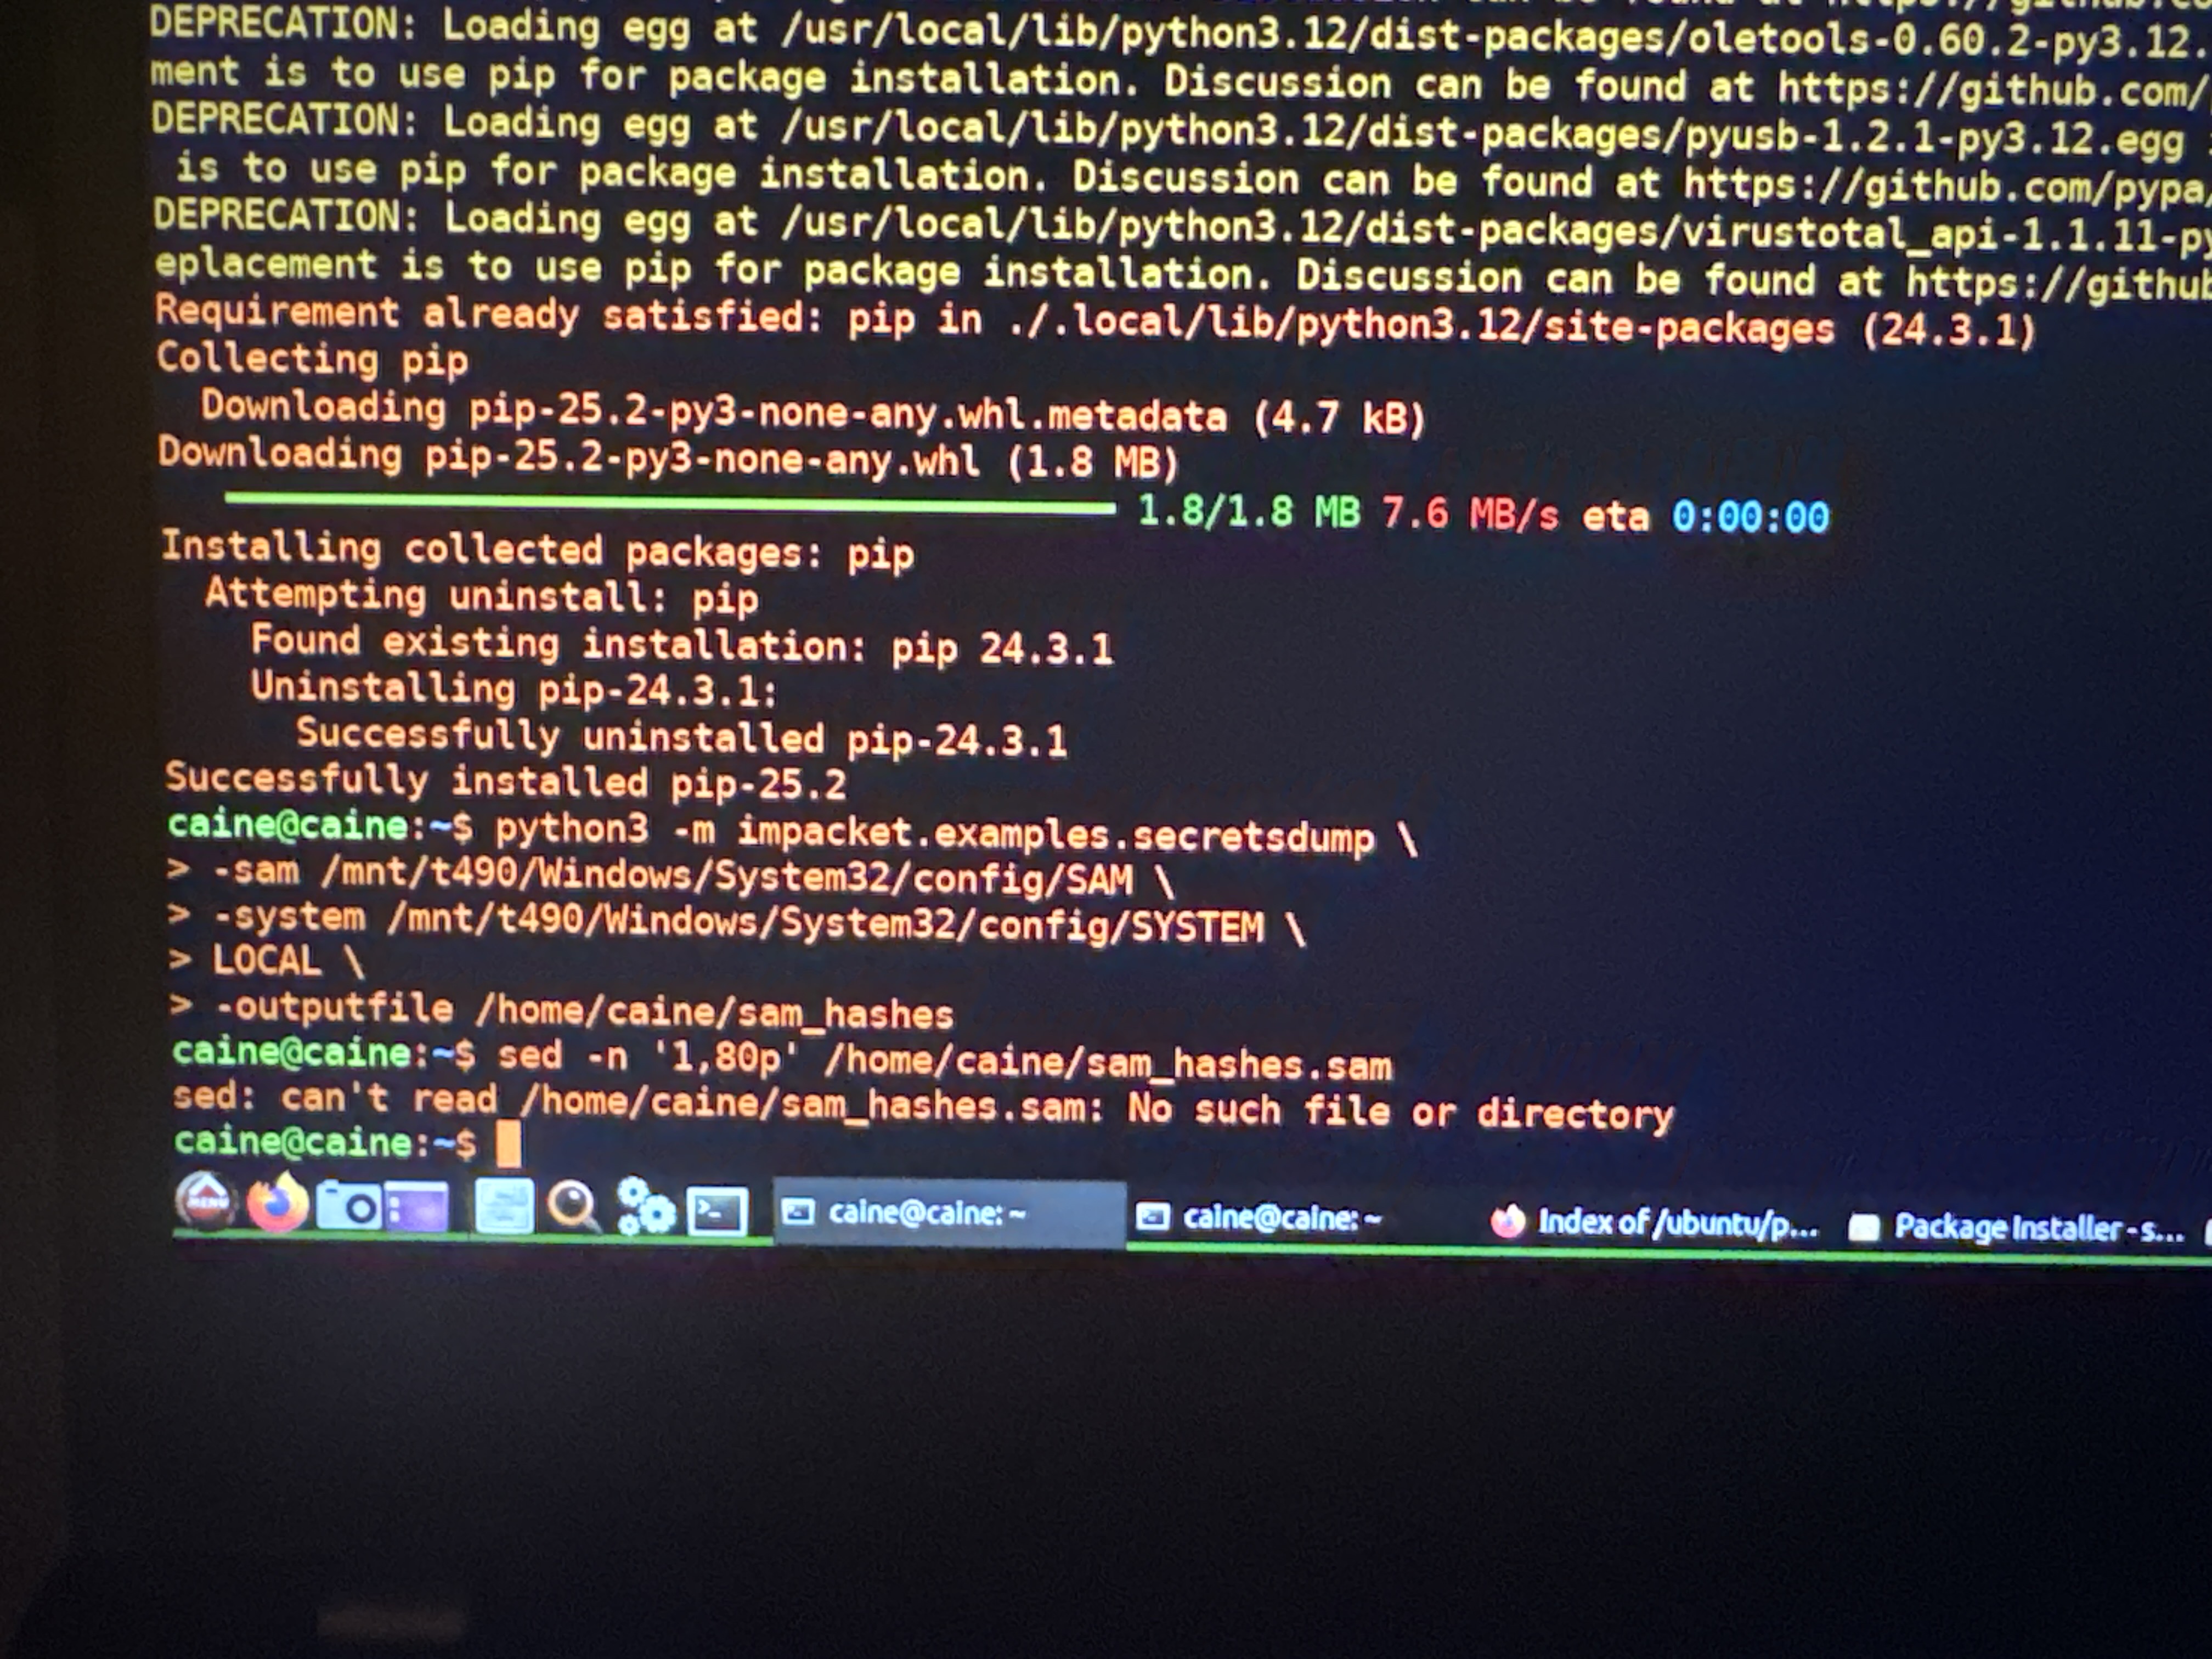 DEPRECATION: Loading egg at /usr/local/lib/python3.12/dist-packages/oletools-0.60.2-py3.12.
ment is to use pip for package installation. Discussion can be found at https://github.com/
DEPRECATION: Loading egg at /usr/local/lib/python3.12/dist-packages/pyusb-1.2.1-py3.12.egg
is to use pip for package installation. Discussion can be found at https://github.com/pypa/
DEPRECATION: Loading egg at /usr/local/lib/python3.12/dist-packages/virustotal_api-1.1.11-py
eplacement is to use pip for package installation. Discussion can be found at https://github
Requirement already satisfied: pip in ./.local/lib/python3.12/site-packages (24.3.1)
Collecting pip
Downloading pip-25.2-py3-none-any.whl.metadata (4.7 kB)
Downloading pip-25.2-py3-none-any.whl (1.8 MB)
1.8/1.8 MB 7.6 MB/s eta 0:00:00
Installing collected packages: pip
Attempting uninstall: pip
Found existing installation: pip 24.3.1
Uninstalling pip-24.3.1:
Successfully uninstalled pip-24.3.1
Successfully installed pip-25.2
caine@caine:~$ python3 -m impacket.examples.secretsdump \
> -sam /mnt/t490/Windows/System32/config/SAM \
> -system /mnt/t490/Windows/System32/config/SYSTEM \
> LOCAL \
> -outputfile /home/caine/sam_hashes
caine@caine:~$ sed -n '1,80p' /home/caine/sam_hashes.sam
sed: can't read /home/caine/sam_hashes.sam: No such file or directory
caine@caine:~$
MENU caine@caine: ~ caine@caine: ~ Index of /ubuntu/p... Package Installer - s...